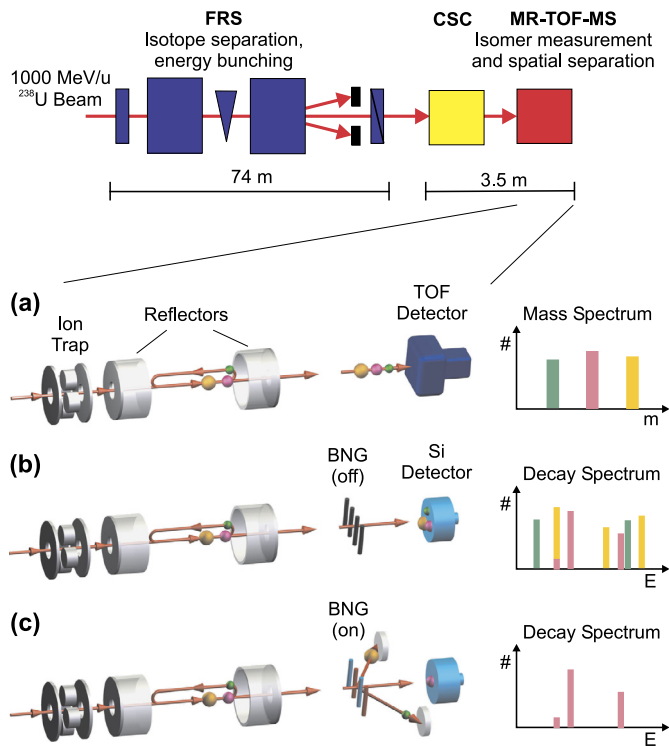 FRS
Isotope separation,
energy bunching
CSC
MR-TOF-MS
Isomer measurement
and spatial separation
1000 MeV/u
²³⁸U Beam
74 m
3.5 m
(a)
Ion
Trap
Reflectors
TOF
Detector
Mass Spectrum
#
m
(b)
BNG
(off)
Si
Detector
Decay Spectrum
#
E
(c)
BNG
(on)
Decay Spectrum
#
E